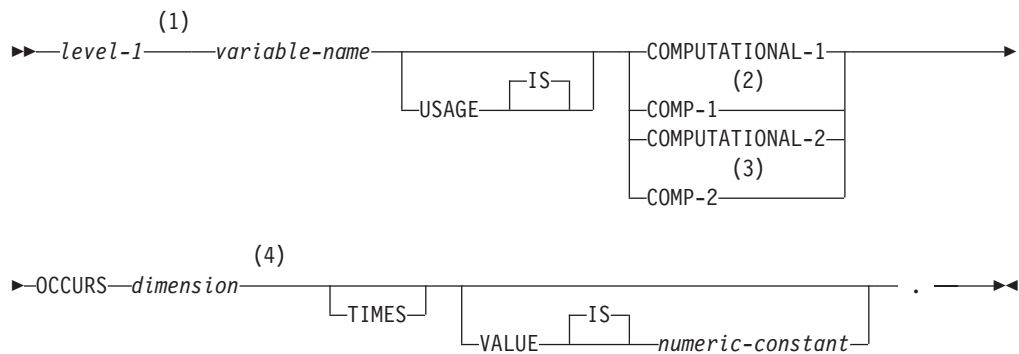 (1)
level-1 variable-name COMPUTATIONAL-1
IS (2)
USAGE COMP-1
COMPUTATIONAL-2
(3)
COMP-2
(4)
OCCURS dimension .
TIMES IS
VALUE numeric-constant